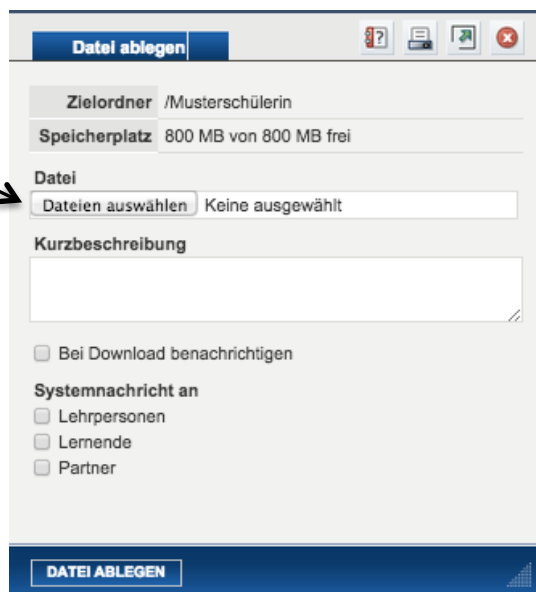 Datei ablegen
Zielordner /Musterschülerin
Speicherplatz 800 MB von 800 MB frei
Datei
Dateien auswählen Keine ausgewählt
Kurzbeschreibung
Bei Download benachrichtigen
Systemnachricht an
Lehrpersonen
Lernende
Partner
DATEI ABLEGEN